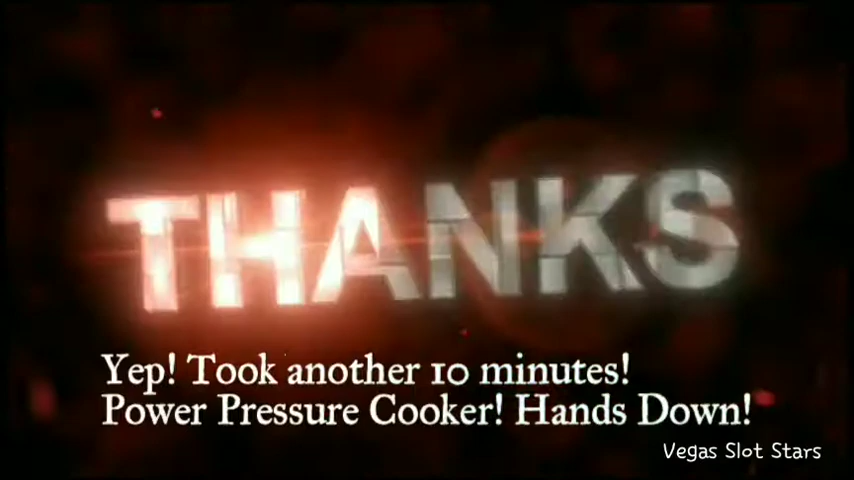 THANKS
Yep! Took another 10 minutes!
Power Pressure Cooker! Hands Down!
Vegas Slot Stars